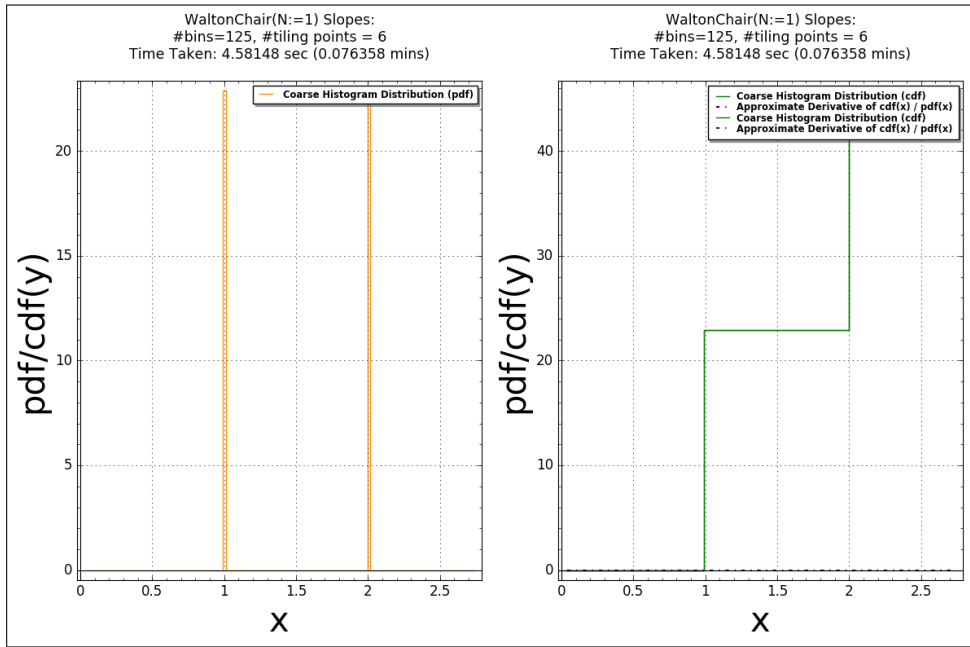 WaltonChair(N:=1) Slopes:
#bins=125, #tiling points = 6
Time Taken: 4.58148 sec (0.076358 mins)
Coarse Histogram Distribution (pdf)
20
15
10
5
0
pdf/cdf(y)
0
0.5
1
1.5
2
2.5
x
WaltonChair(N:=1) Slopes:
#bins=125, #tiling points = 6
Time Taken: 4.58148 sec (0.076358 mins)
Coarse Histogram Distribution (cdf)
Approximate Derivative of cdf(x) / pdf(x)
Coarse Histogram Distribution (cdf)
Approximate Derivative of cdf(x) / pdf(x)
40
30
20
10
0
pdf/cdf(y)
0
0.5
1
1.5
2
2.5
x